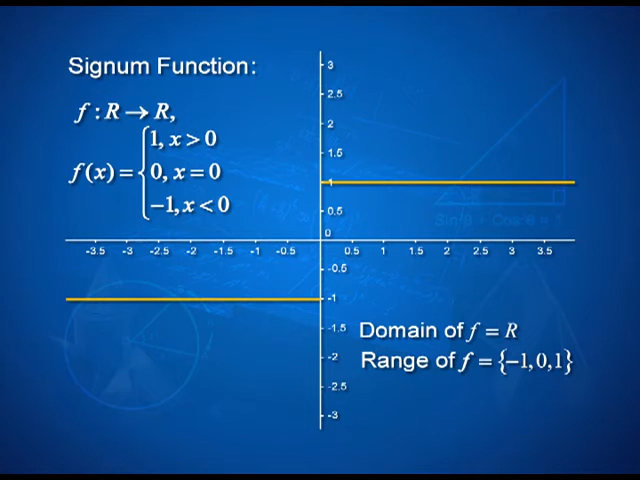 Signum Function:
f : R → R,
f(x) = { 1, x > 0
0, x = 0
−1, x < 0
3
2.5
2
1.5
1
0.5
0
-3.5 -3 -2.5 -2 -1.5 -1 -0.5 0.5 1 1.5 2 2.5 3 3.5
-0.5
-1
-1.5
-2
-2.5
-3
Domain of f = R
Range of f = {−1, 0, 1}